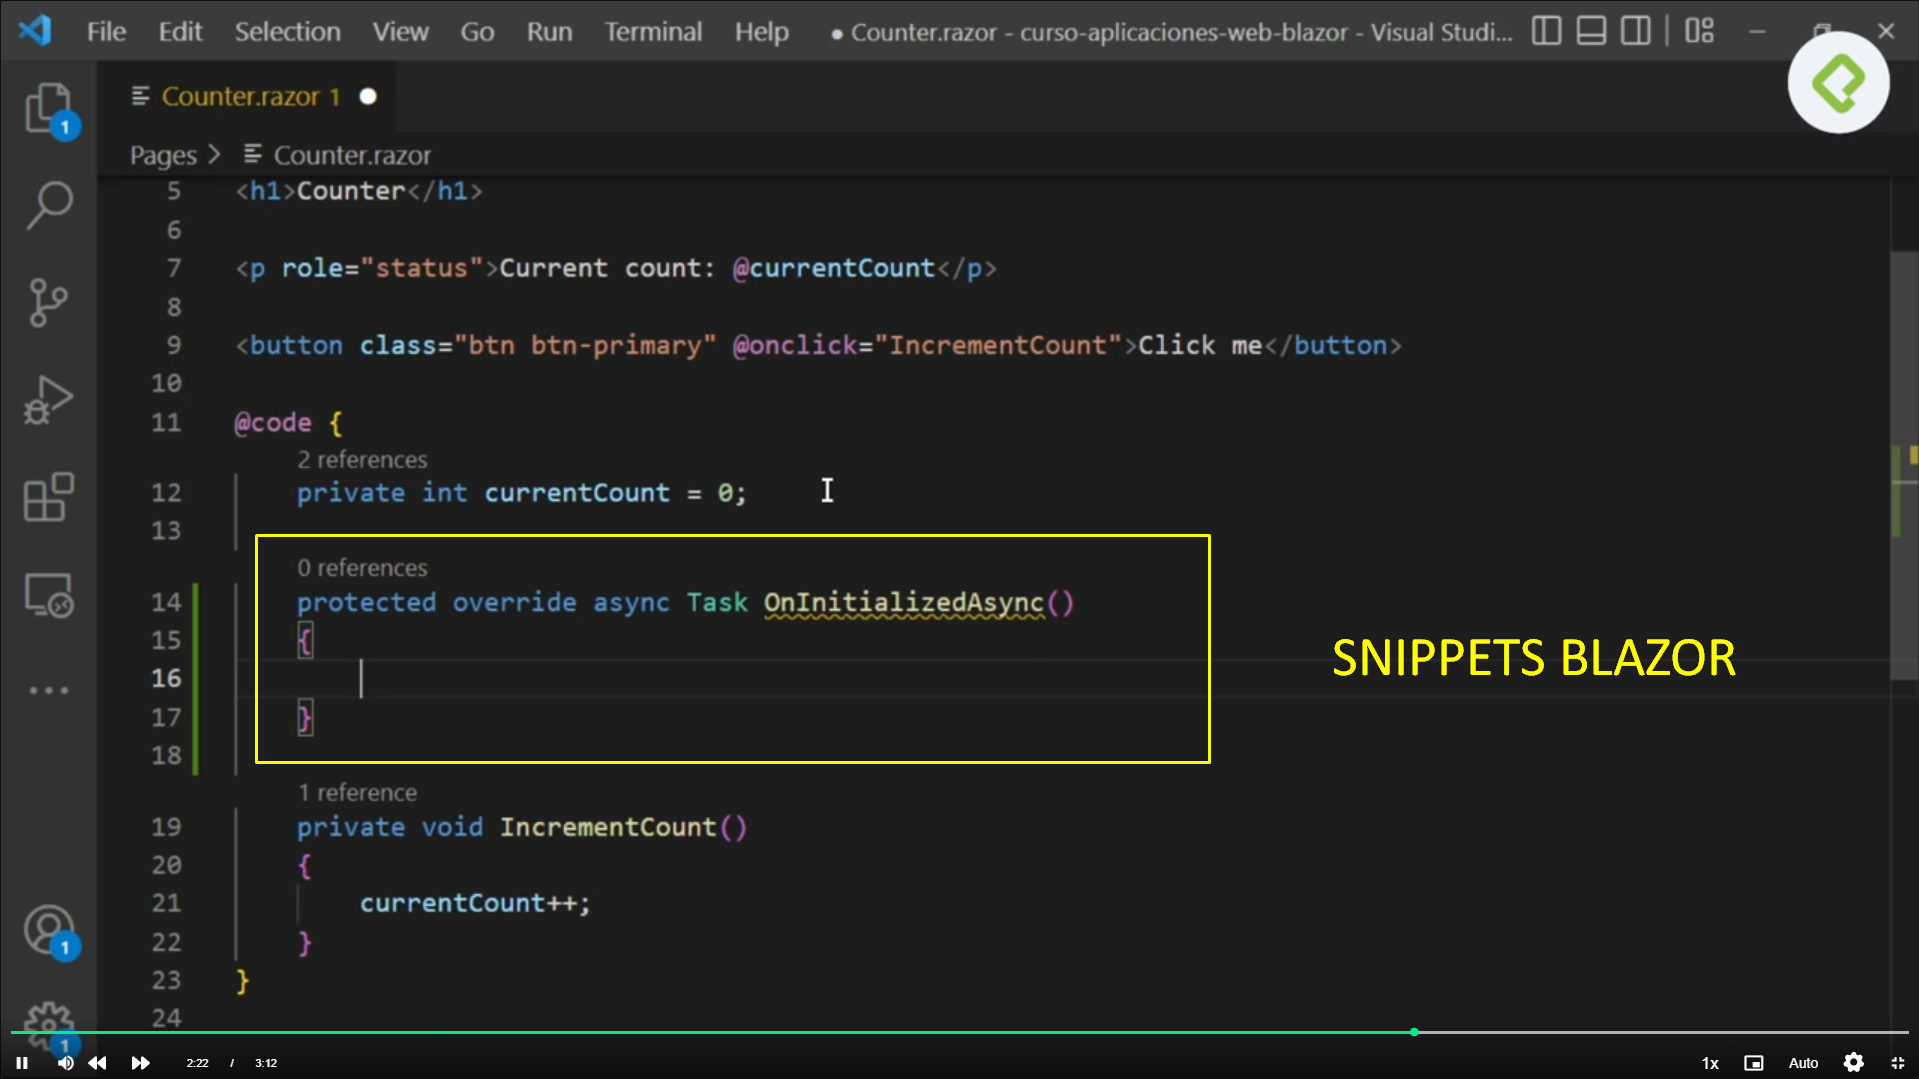 File Edit Selection View Go Run Terminal Help ● Counter.razor - curso-aplicaciones-web-blazor - Visual Studi...
Counter.razor 1 ●
1
Pages > Counter.razor
5 <h1>Counter</h1>
6
7 <p role="status">Current count: @currentCount</p>
8
9 <button class="btn btn-primary" @onclick="IncrementCount">Click me</button>
10
11 @code {
2 references
12 private int currentCount = 0;
13
0 references
14 protected override async Task OnInitializedAsync()
15 {
16
17 }
18
SNIPPETS BLAZOR
1 reference
19 private void IncrementCount()
20 {
21 currentCount++;
22 }
23 }
24
1
1
2:22 / 3:12
1x Auto